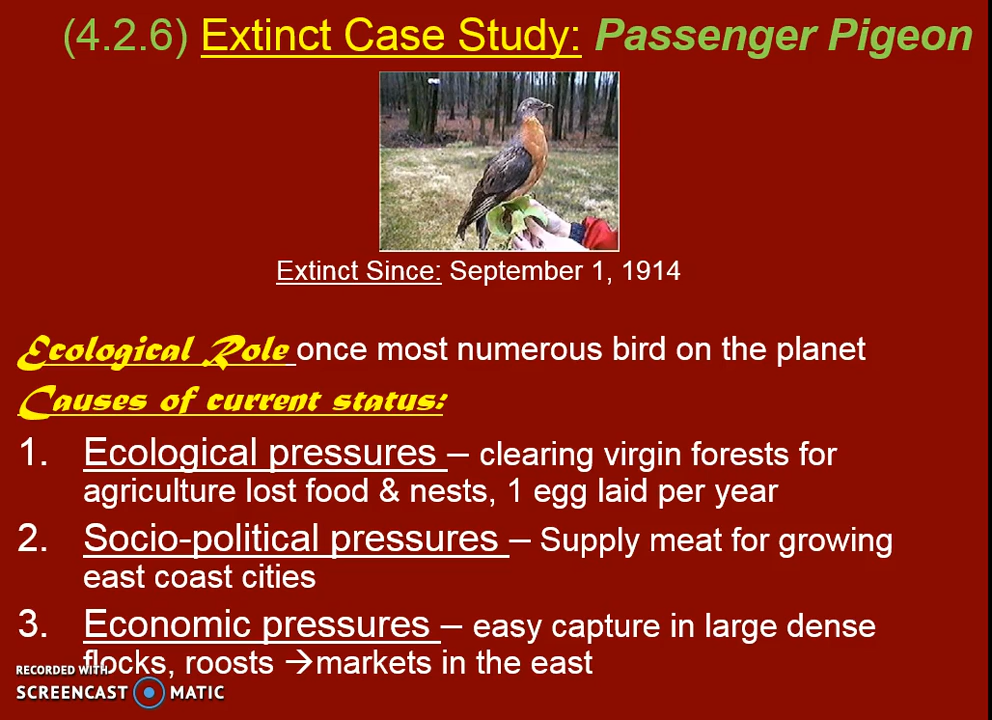 (4.2.6) Extinct Case Study: Passenger Pigeon
Extinct Since: September 1, 1914
Ecological Role once most numerous bird on the planet
Causes of current status:
1. Ecological pressures – clearing virgin forests for
agriculture lost food & nests, 1 egg laid per year
2. Socio-political pressures – Supply meat for growing
east coast cities
3. Economic pressures – easy capture in large dense
flocks, roosts →markets in the east
RECORDED WITH
SCREENCAST MATIC